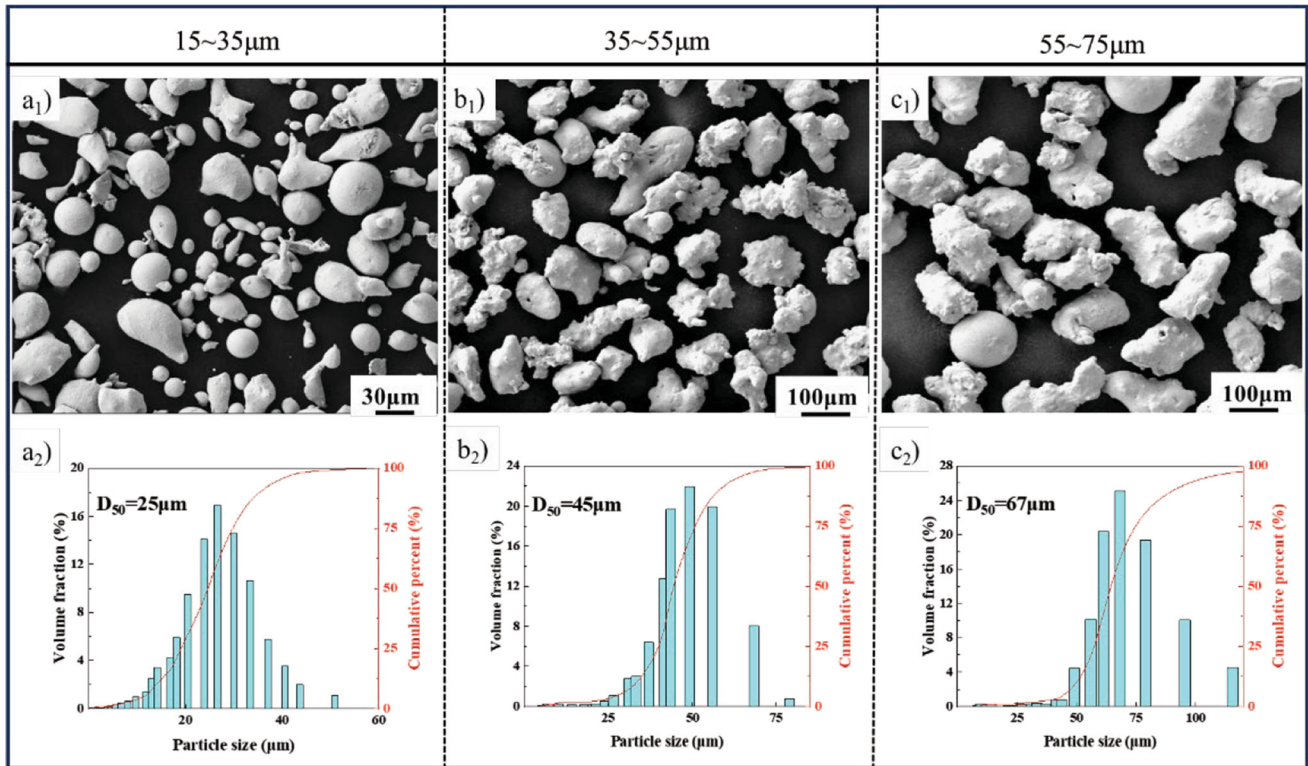 15~35μm
35~55μm
55~75μm
a₁)
b₁)
c₁)
30μm
100μm
100μm
a₂)
D₅₀=25μm
Volume fraction (%)
20
16
12
8
4
0
20
40
60
Particle size (μm)
100
75
50
25
0
Cumulative percent (%)
b₂)
D₅₀=45μm
Volume fraction (%)
24
20
16
12
8
4
0
25
50
75
Particle size (μm)
100
75
50
25
0
Cumulative percent (%)
c₂)
D₅₀=67μm
Volume fraction (%)
28
24
20
16
12
8
4
0
25
50
75
100
Particle size (μm)
100
75
50
25
0
Cumulative percent (%)